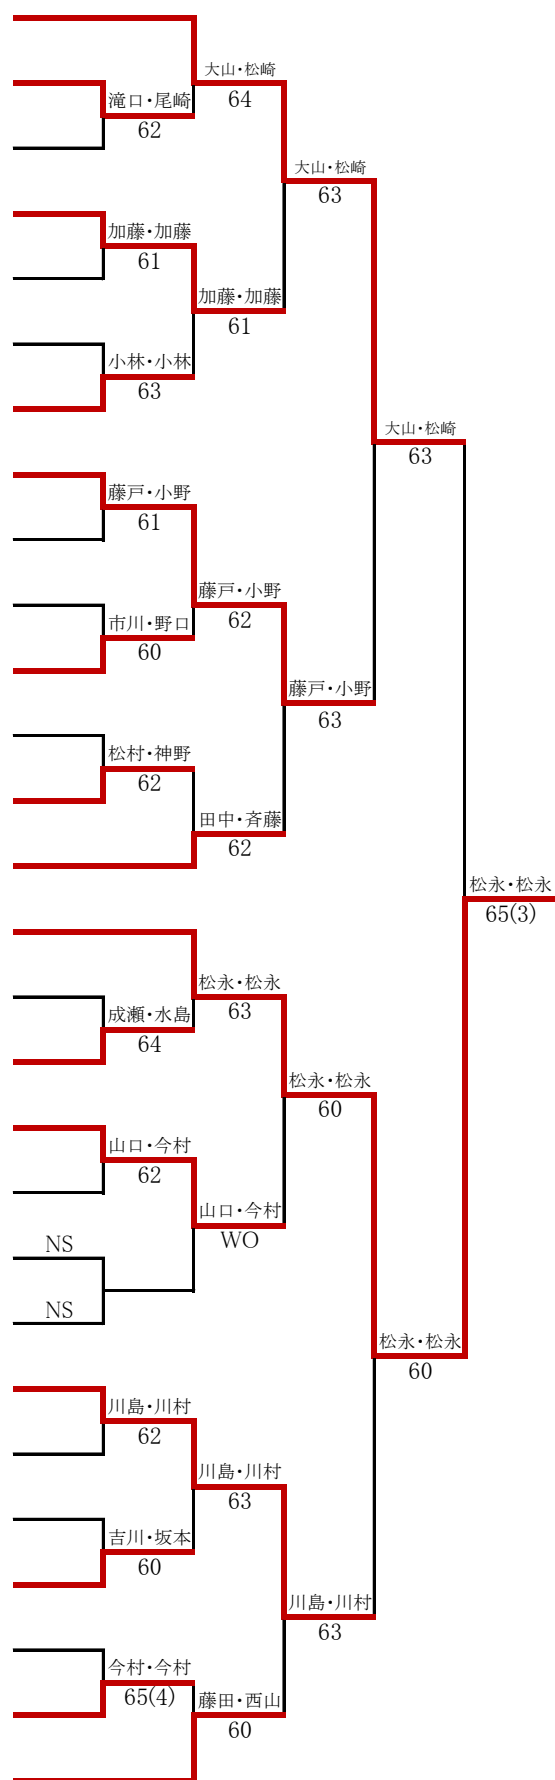 大山・松崎
64
滝口・尾崎
62
大山・松崎
63
加藤・加藤
61
加藤・加藤
61
小林・小林
63
大山・松崎
63
藤戸・小野
61
藤戸・小野
62
市川・野口
60
藤戸・小野
63
松村・神野
62
田中・斉藤
62
松永・松永
65(3)
松永・松永
63
成瀬・水島
64
松永・松永
60
山口・今村
62
山口・今村
WO
NS
NS
松永・松永
60
川島・川村
62
川島・川村
63
吉川・坂本
60
川島・川村
63
今村・今村
65(4)
藤田・西山
60